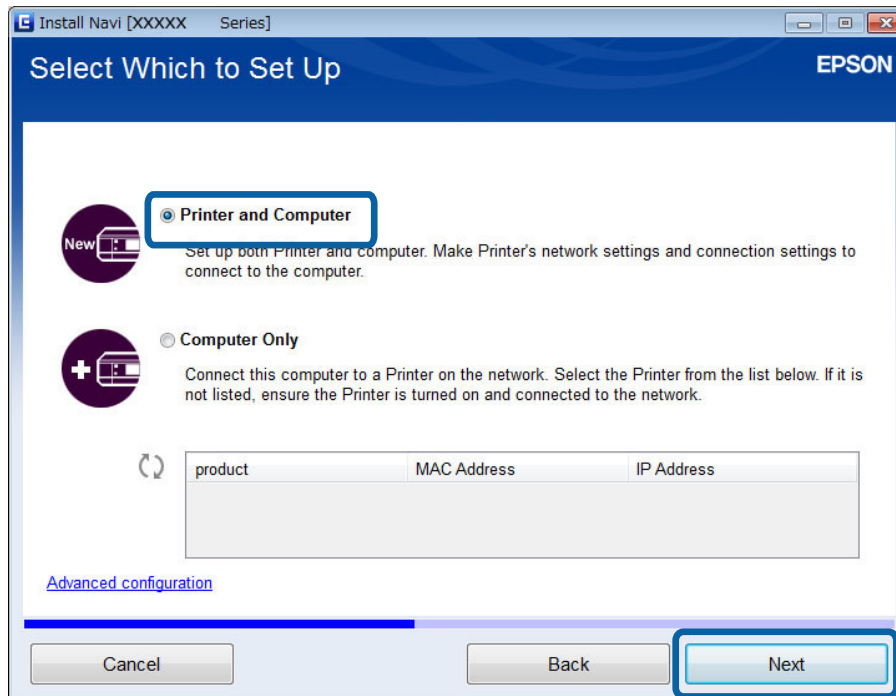 Install Navi [XXXXX Series]
Select Which to Set Up
EPSON
Printer and Computer
New
Set up both Printer and computer. Make Printer's network settings and connection settings to
connect to the computer.
Computer Only
Connect this computer to a Printer on the network. Select the Printer from the list below. If it is
not listed, ensure the Printer is turned on and connected to the network.
product MAC Address IP Address
Advanced configuration
Cancel Back Next